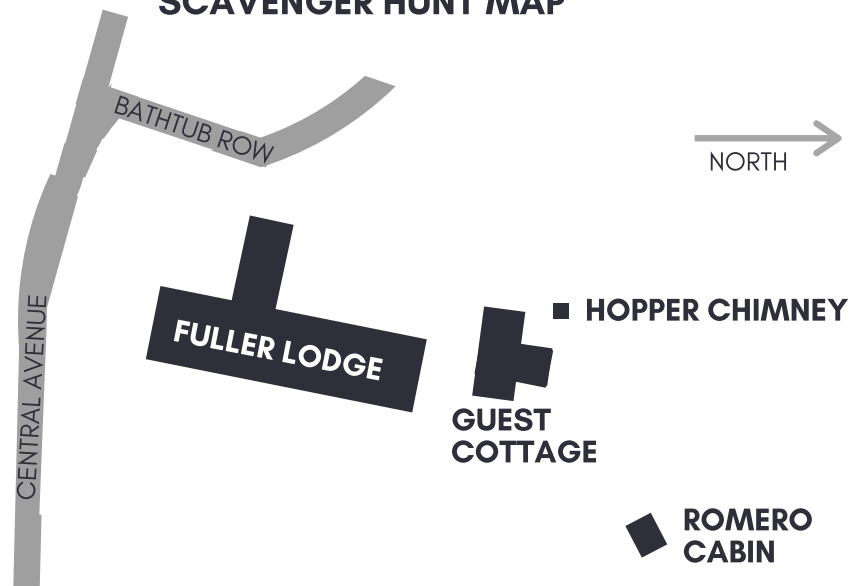 SCAVENGER HUNT MAP
BATHTUB ROW
NORTH
HOPPER CHIMNEY
FULLER LODGE
CENTRAL AVENUE
GUEST
COTTAGE
ROMERO
CABIN